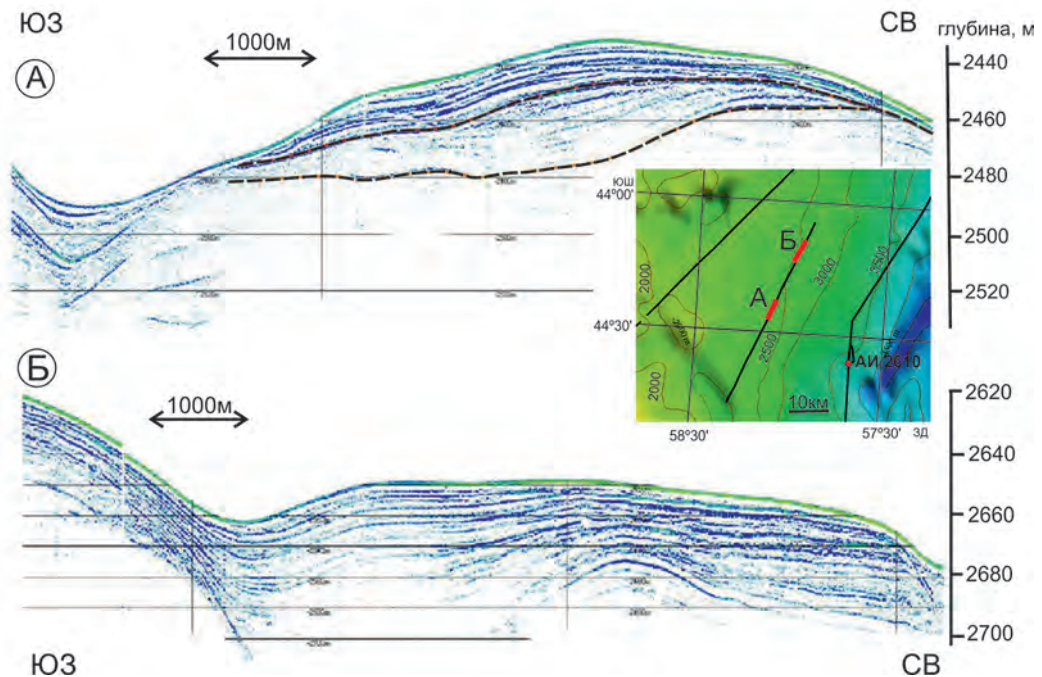 ЮЗ
СВ
глубина, м
1000м
А
2440
2460
2480
2500
2520
ЮШ
44°00'
44°30'
2000
2000
Б
А
3000
2500
3500
АИ 2610
10км
58°30'
57°30'
ЗД
Б
1000м
2620
2640
2660
2680
2700
ЮЗ
СВ